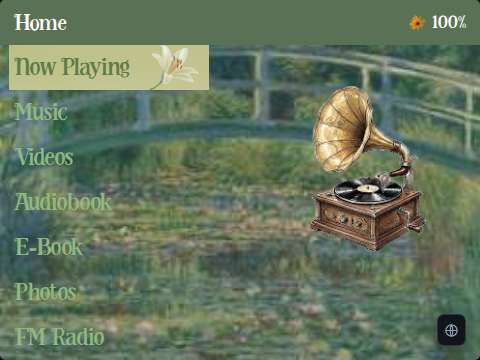 Home
100%
Now Playing
Music
Videos
Audiobook
E-Book
Photos
FM Radio